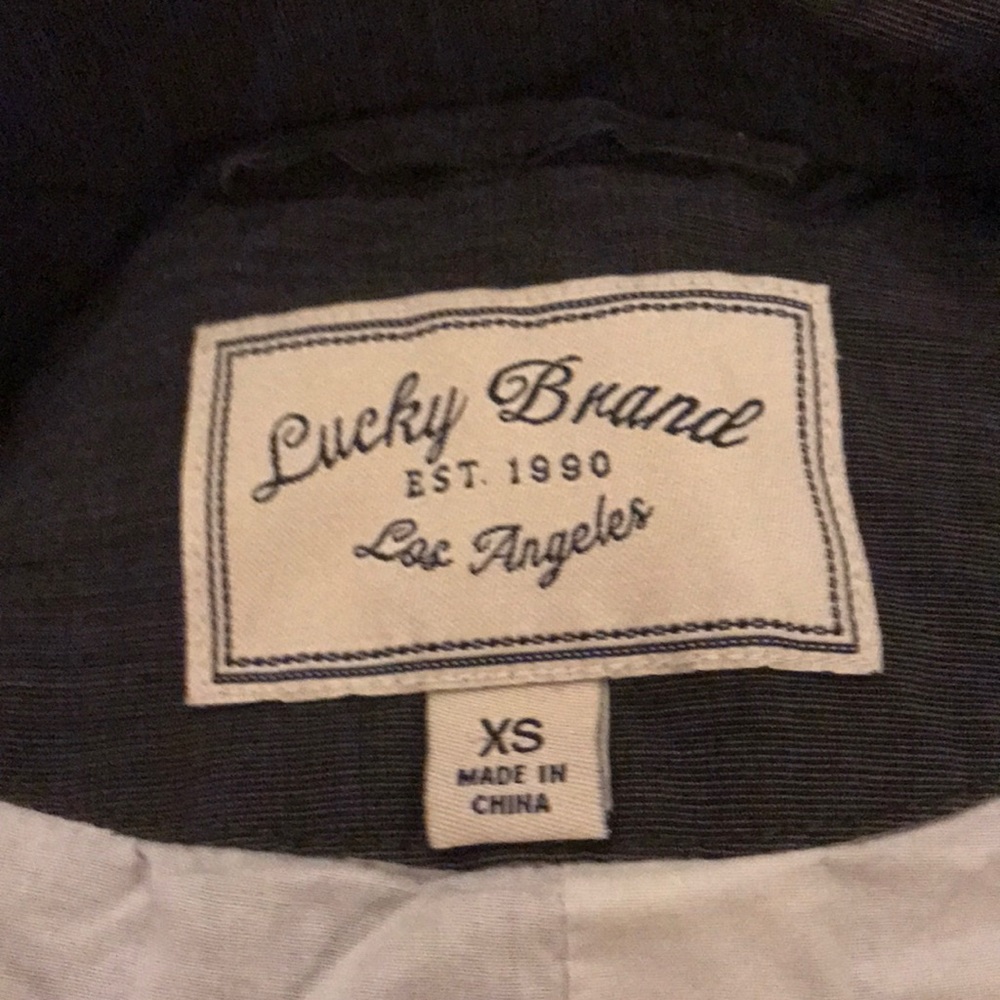 Lucky Brand
EST. 1990
Los Angeles
XS
MADE IN
CHINA